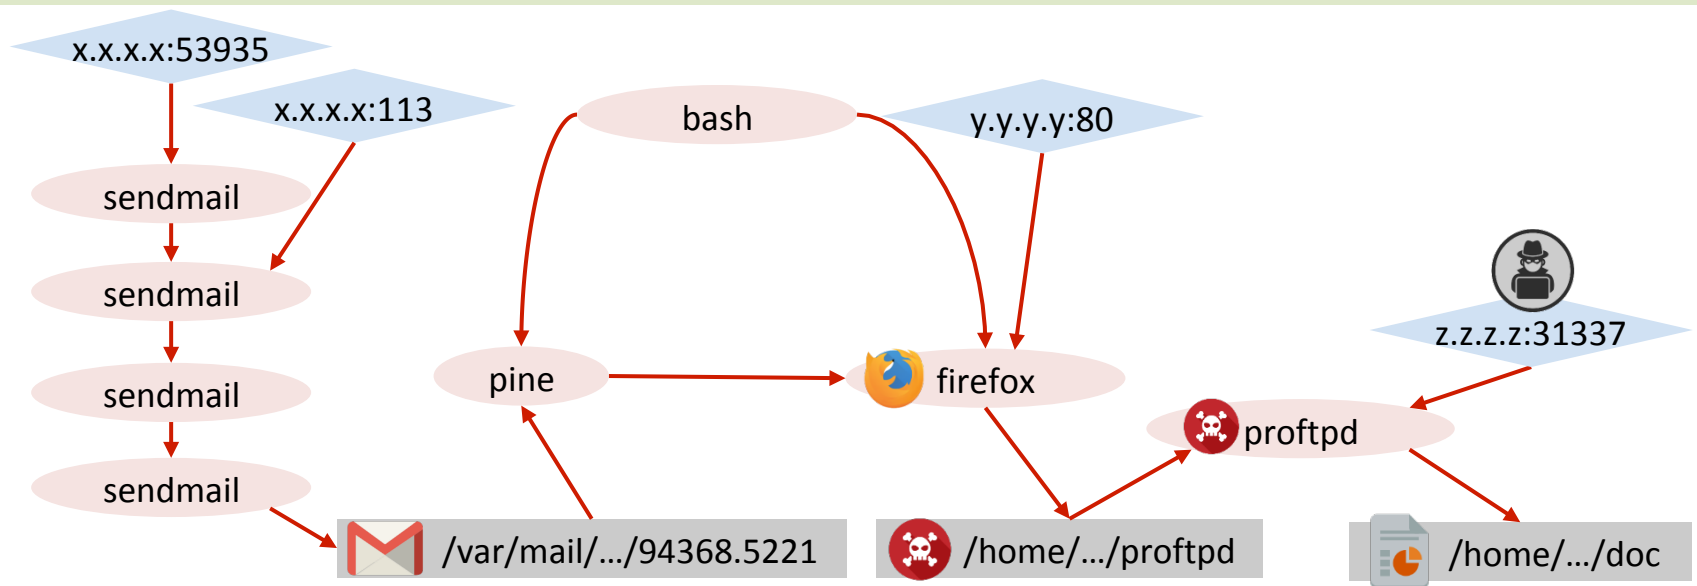 x.x.x.x:53935
x.x.x.x:113
bash
y.y.y.y:80
sendmail
sendmail
z.z.z.z:31337
pine
firefox
sendmail
proftpd
sendmail
/var/mail/.../94368.5221
/home/.../proftpd
/home/.../doc